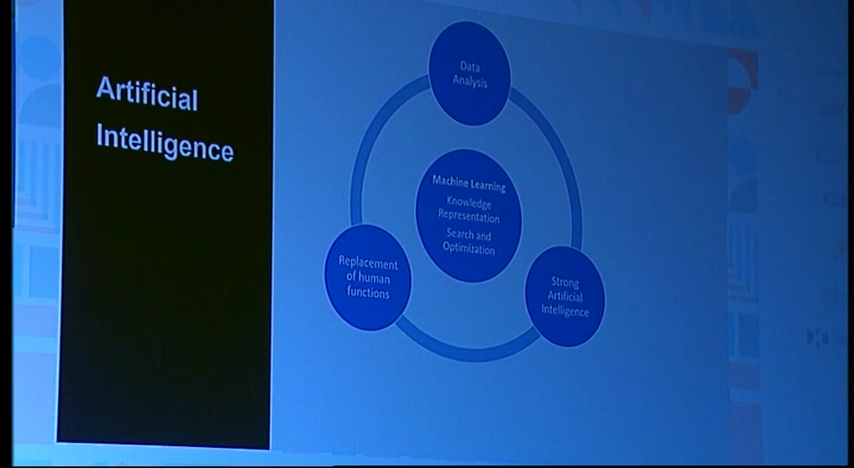 Artificial
Intelligence
Data
Analysis
Machine Learning
Knowledge
Representation
Search and
Optimization
Replacement
of human
functions
Strong
Artificial
Intelligence